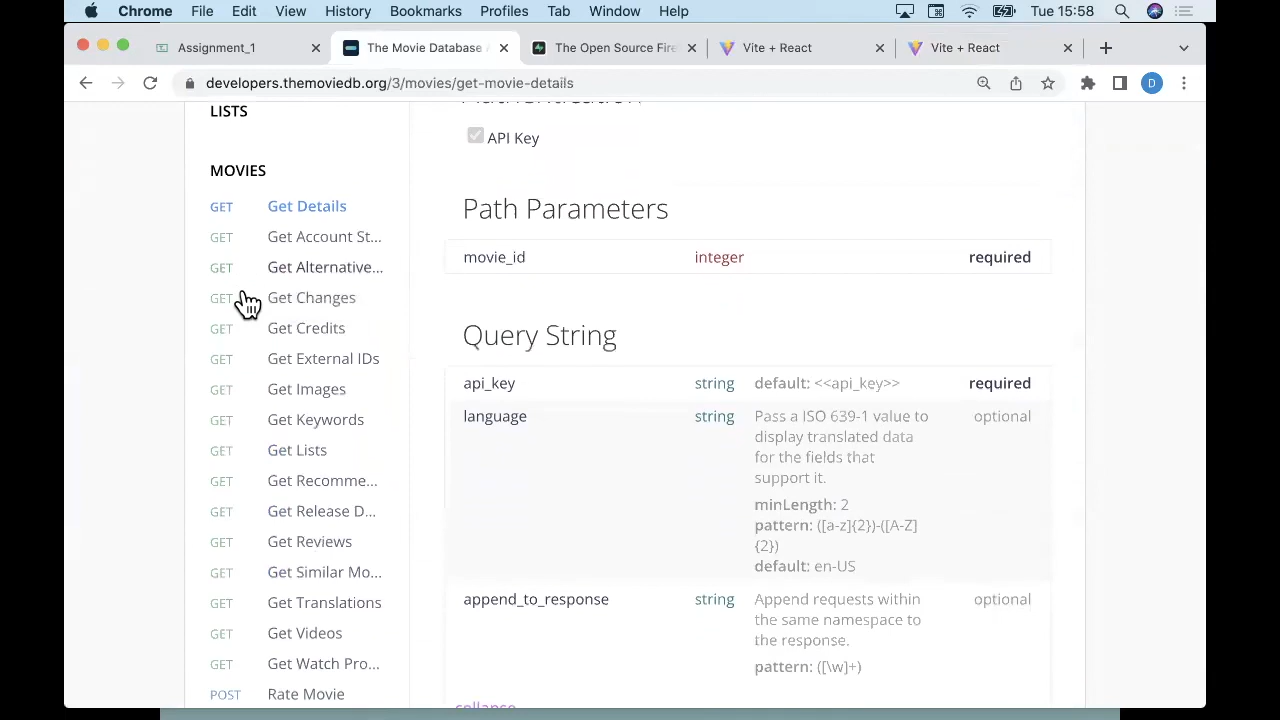 Chrome File Edit View History Bookmarks Profiles Tab Window Help Tue 15:58
Assignment_1 The Movie Database The Open Source Fire Vite + React Vite + React
developers.themoviedb.org/3/movies/get-movie-details D
LISTS
API Key
MOVIES
GET Get Details
Path Parameters
GET Get Account St...
movie_id integer required
GET Get Alternative...
GET Get Changes
GET Get Credits
Query String
GET Get External IDs
api_key string default: <<api_key>> required
GET Get Images
language string Pass a ISO 639-1 value to optional
GET Get Keywords
display translated data
GET Get Lists
for the fields that
support it.
GET Get Recomme...
minLength: 2
GET Get Release D...
pattern: ([a-z]{2})-([A-Z]
GET Get Reviews
{2})
default: en-US
GET Get Similar Mo...
append_to_response string Append requests within optional
GET Get Translations
the same namespace to
GET Get Videos
the response.
GET Get Watch Pro...
pattern: ([\w]+)
POST Rate Movie
collapse